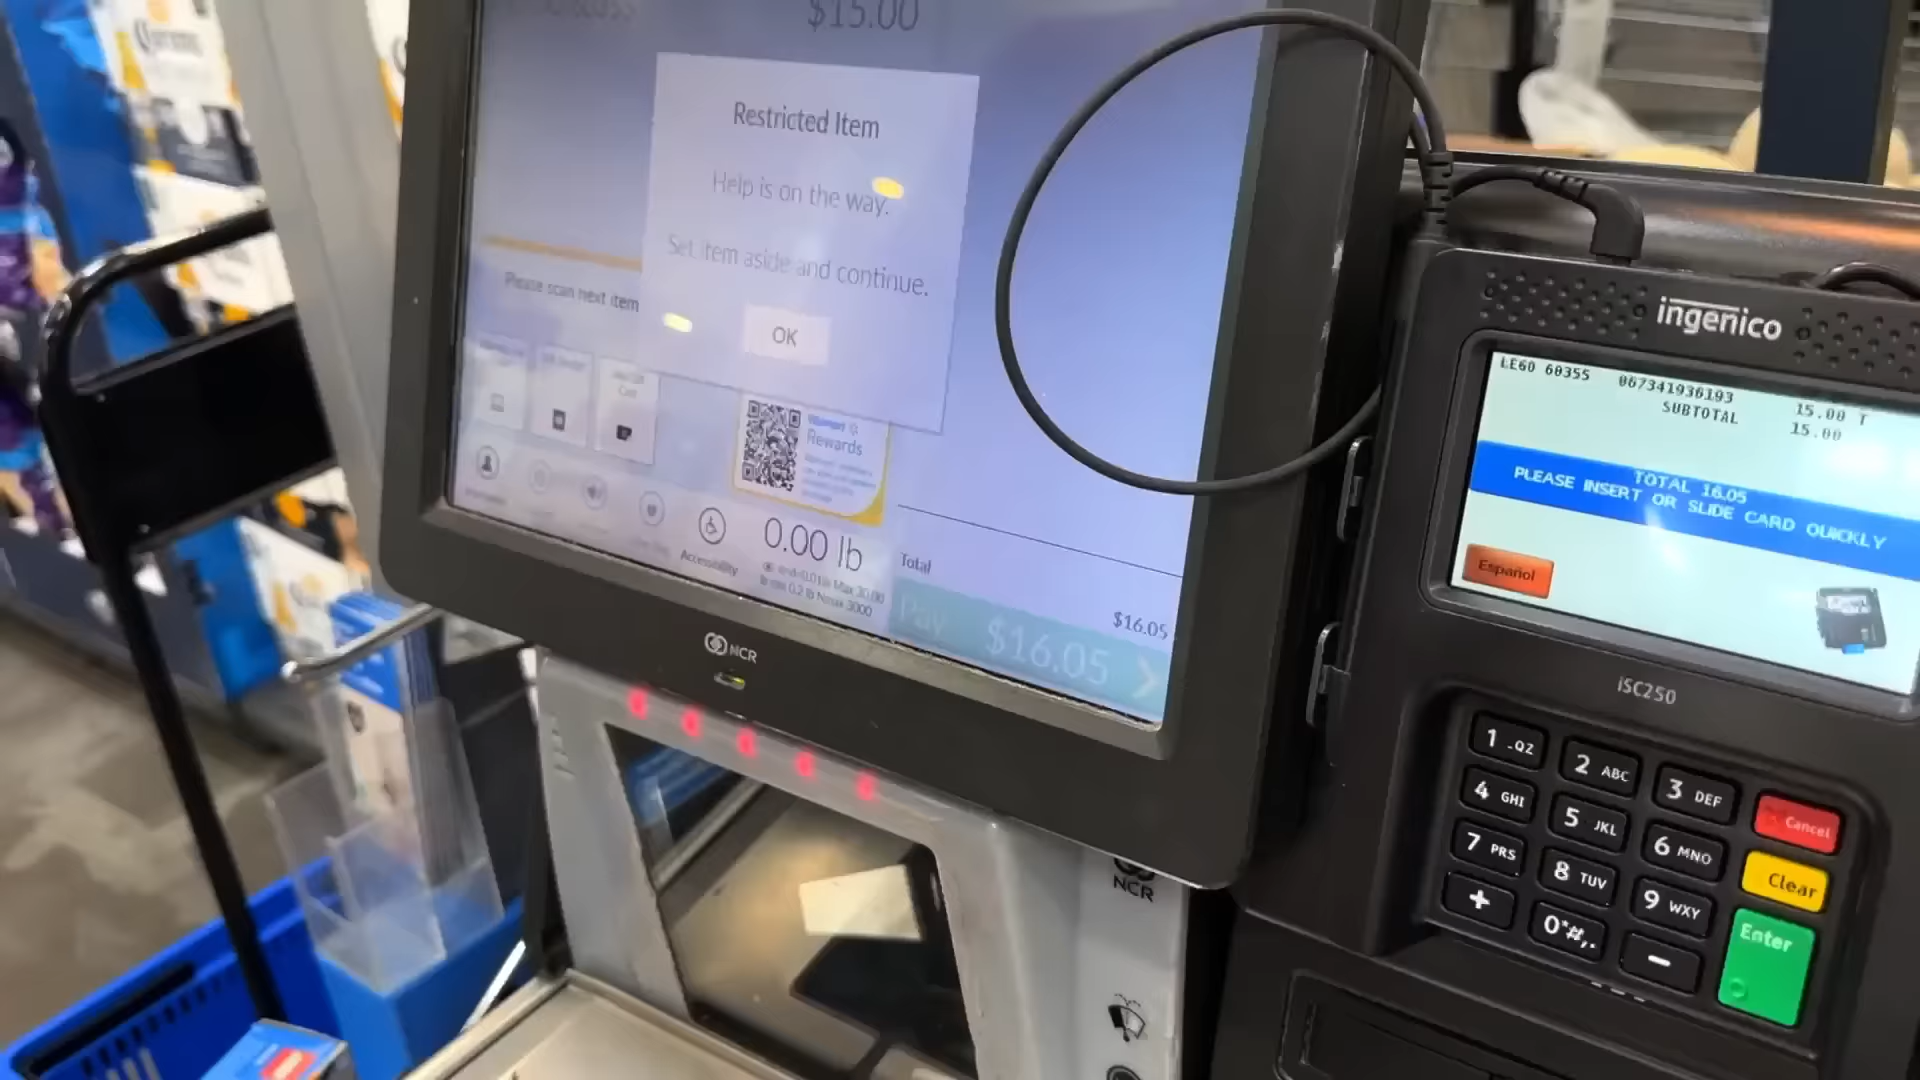 $15.00
Restricted Item
Help is on the way.
Set item aside and continue.
OK
Please scan next item
Card
Walmart
Rewards
Accessibility
0.00 lb
Total
$16.05
Pay $16.05
NCR
NCR
ingenico
LE60 60355 067341936193 15.00 T
SUBTOTAL 15.00
TOTAL 16.05
PLEASE INSERT OR SLIDE CARD QUICKLY
Español
iSC250
1 .QZ
2 ABC
3 DEF
Cancel
4 GHI
5 JKL
6 MNO
Clear
7 PRS
8 TUV
9 WXY
Enter
+
0*#,.
-